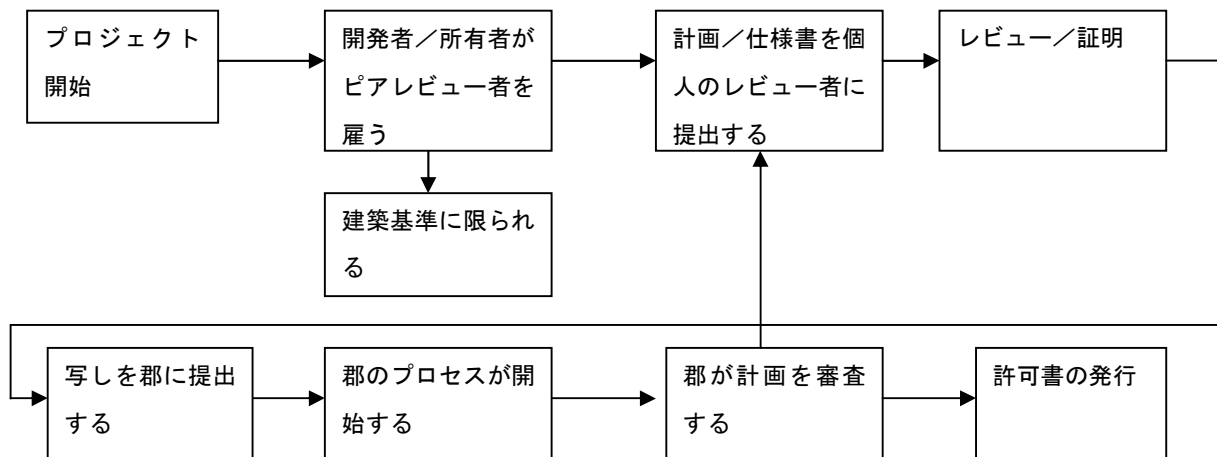 プロジェクト
開始
開発者／所有者が
ピアレビュー者を
雇う
計画／仕様書を個
人のレビュー者に
提出する
レビュー／証明
建築基準に限られ
る
写しを郡に提出
する
郡のプロセスが開
始する
郡が計画を審査
する
許可書の発行